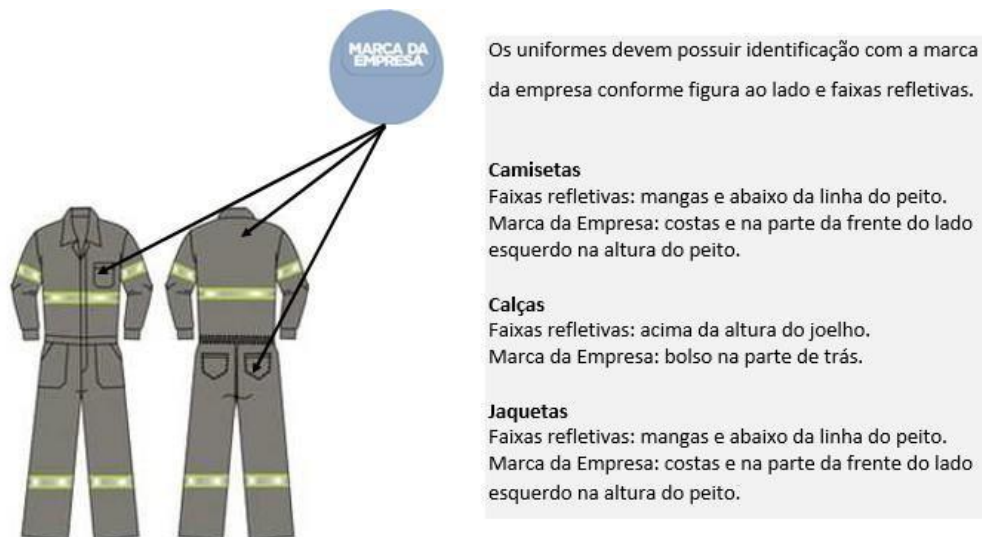 MARCA DA
EMPRESA
Os uniformes devem possuir identificação com a marca
da empresa conforme figura ao lado e faixas refletivas.
Camisetas
Faixas refletivas: mangas e abaixo da linha do peito.
Marca da Empresa: costas e na parte da frente do lado
esquerdo na altura do peito.
Calças
Faixas refletivas: acima da altura do joelho.
Marca da Empresa: bolso na parte de trás.
Jaquetas
Faixas refletivas: mangas e abaixo da linha do peito.
Marca da Empresa: costas e na parte da frente do lado
esquerdo na altura do peito.